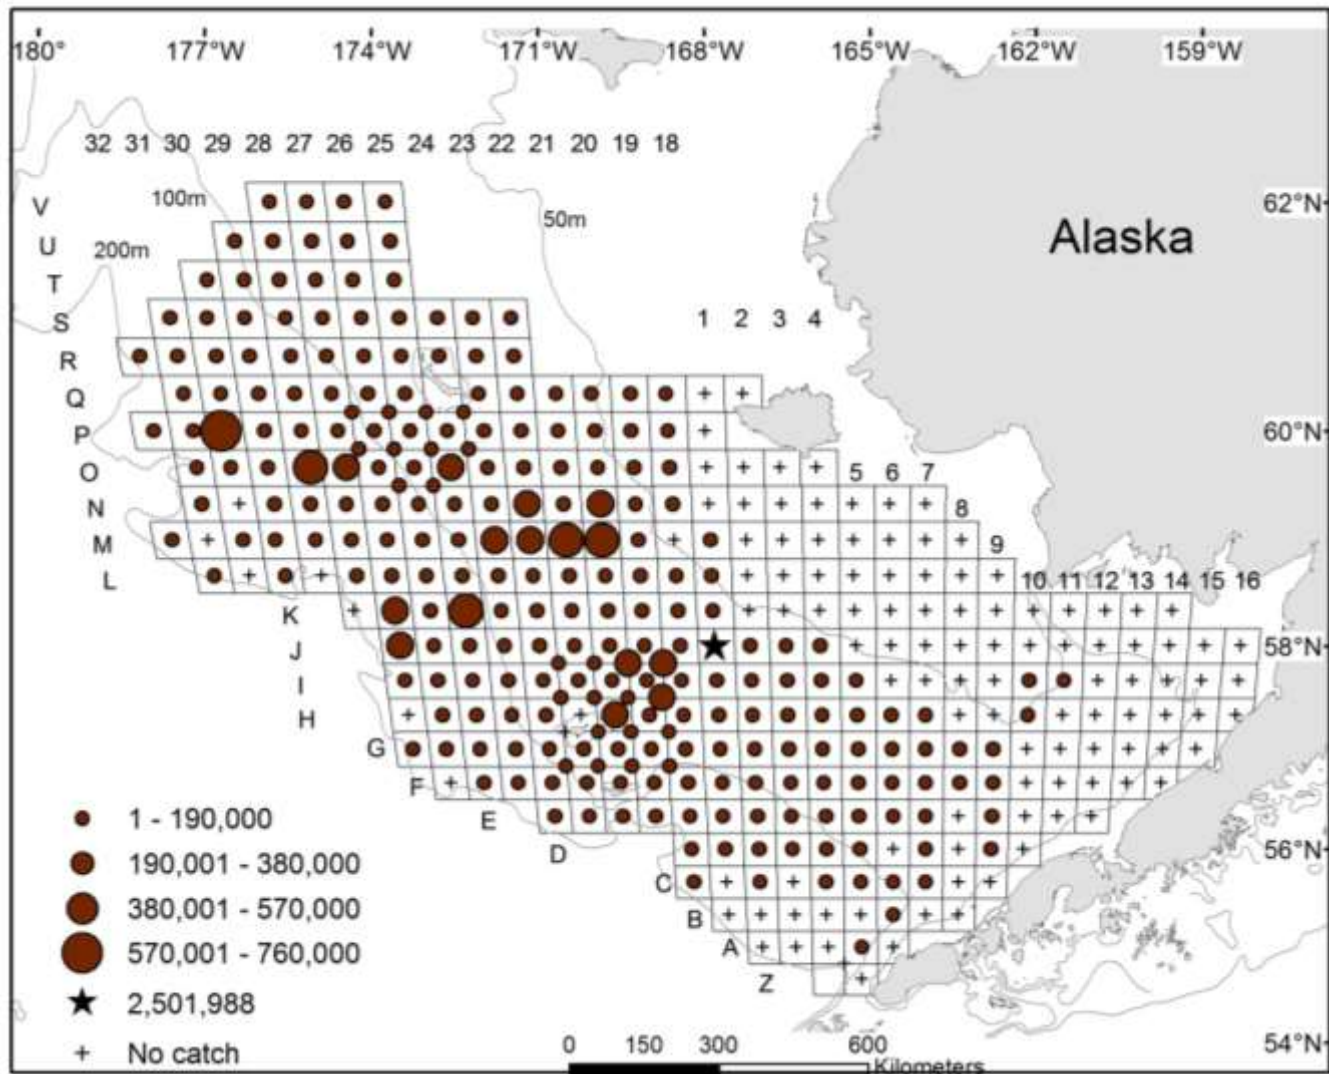 180° 177°W 174°W 171°W 168°W 165°W 162°W 159°W
32 31 30 29 28 27 26 25 24 23 22 21 20 19 18
V 100m 50m 62°N
U Alaska
200m
T
S 1 2 3 4
R
Q
P 60°N
O 5 6 7
N 8
M 9
L 10 11 12 13 14 15 16
K
J 58°N
I
H
G
F
E
D 56°N
C
B
A
Z
1 - 190,000
190,001 - 380,000
380,001 - 570,000
570,001 - 760,000
2,501,988
No catch
0 150 300 600
Kilometers
54°N